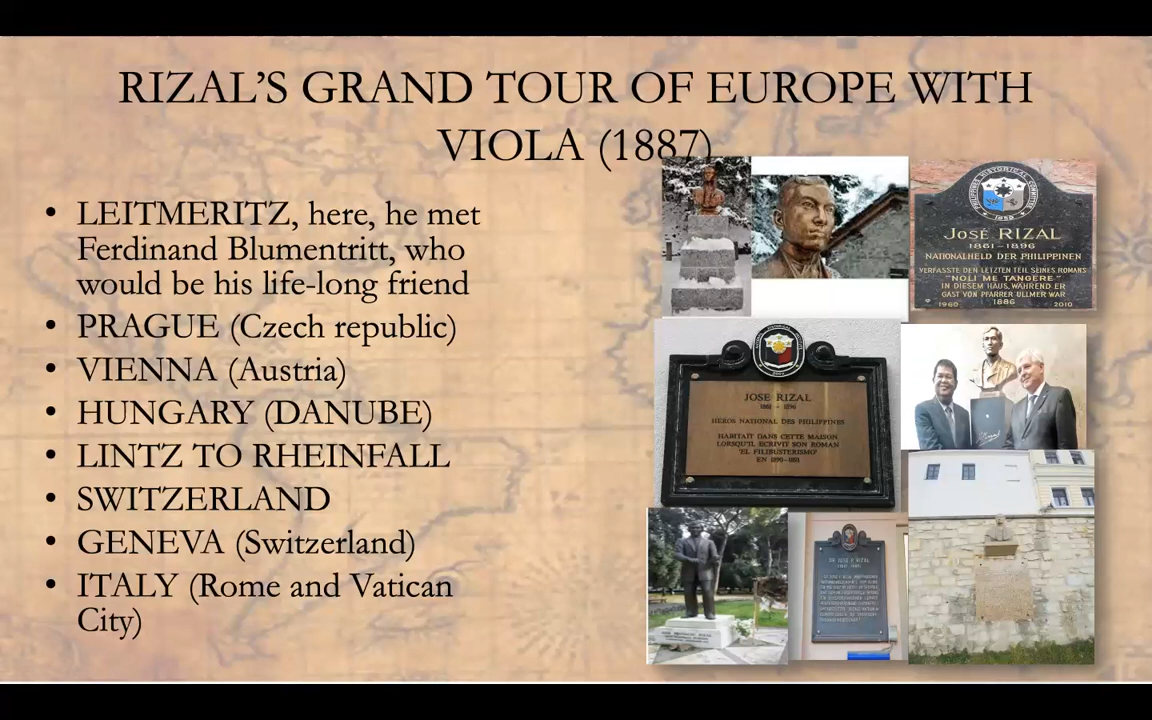 RIZAL’S GRAND TOUR OF EUROPE WITH
VIOLA (1887)
• LEITMERITZ, here, he met
Ferdinand Blumentritt, who
would be his life-long friend
• PRAGUE (Czech republic)
• VIENNA (Austria)
• HUNGARY (DANUBE)
• LINTZ TO RHEINFALL
• SWITZERLAND
• GENEVA (Switzerland)
• ITALY (Rome and Vatican
City)
JOSÉ RIZAL
1861–1896
NATIONALHELD DER PHILIPPINEN
VERFASSTE DEN LETZTEN TEIL SEINES ROMANS
"NOLI ME TANGERE"
IN DIESEM HAUS, WÄHREND ER
GAST VON PFARRER ULLMER WAR
1886
1960 2010
JOSE RIZAL
1861 - 1896
HEROS NATIONAL DES PHILIPPINES
HABITAIT DANS CETTE MAISON
LORSQU'IL ECRIVIT SON ROMAN
"EL FILIBUSTERISMO"
EN 1890-1891